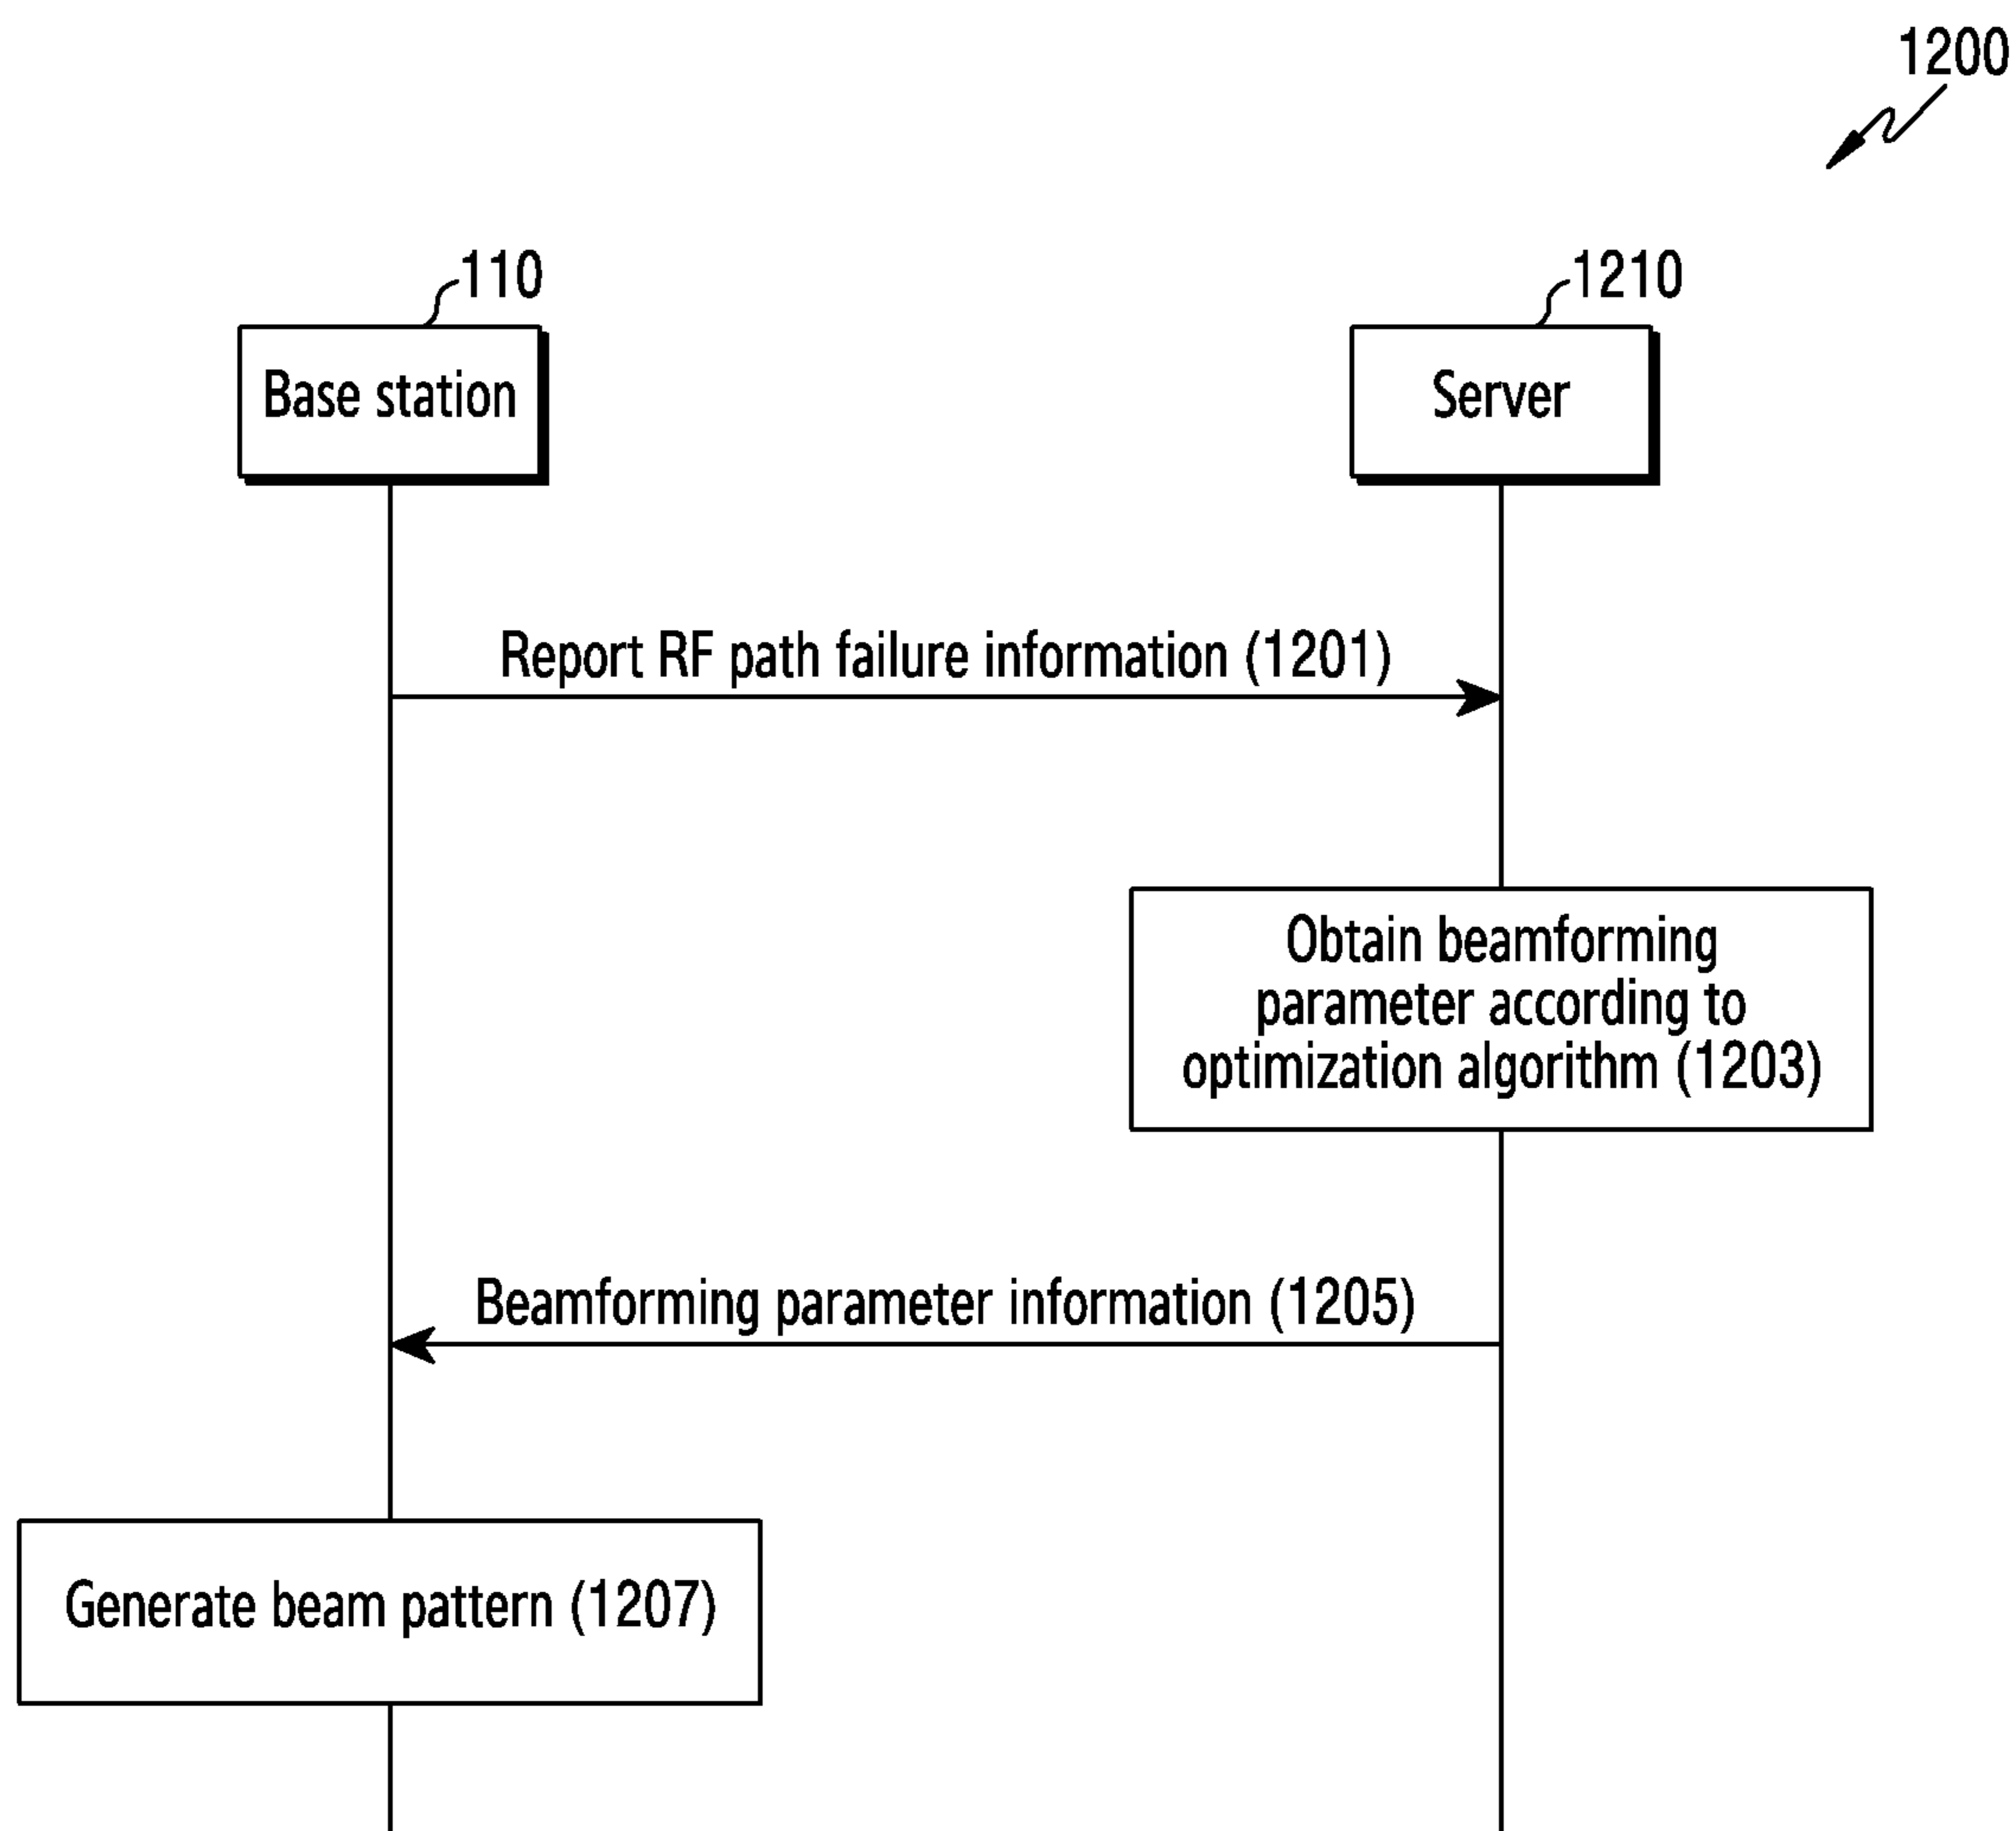 1200
110
1210
Base station
Server
Report RF path failure information (1201)
Obtain beamforming
parameter according to
optimization algorithm (1203)
Beamforming parameter information (1205)
Generate beam pattern (1207)